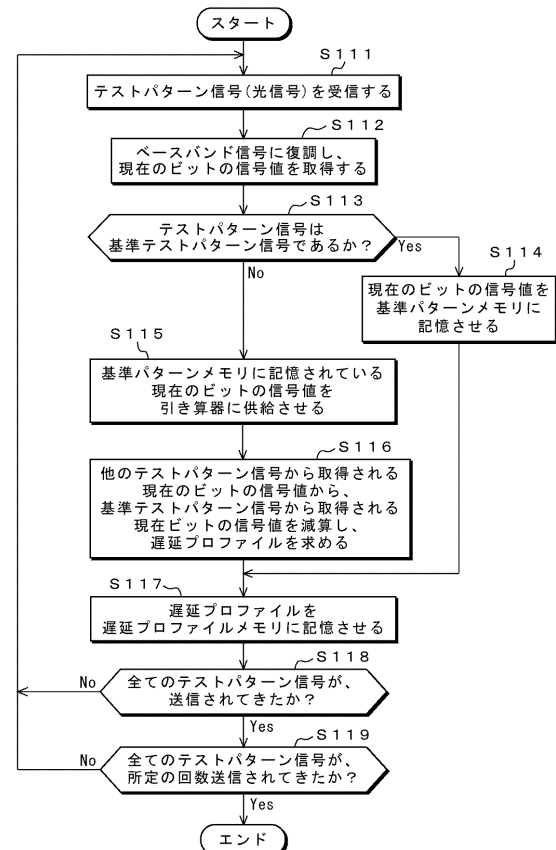 スタート
S111
テストパターン信号(光信号)を受信する
S112
ベースバンド信号に復調し、
現在のビットの信号値を取得する
S113
テストパターン信号は
基準テストパターン信号であるか?
Yes
No
S114
現在のビットの信号値を
基準パターンメモリに
記憶させる
S115
基準パターンメモリに記憶されている
現在のビットの信号値を
引き算器に供給させる
S116
他のテストパターン信号から取得される
現在のビットの信号値から、
基準テストパターン信号から取得される
現在ビットの信号値を減算し、
遅延プロファイルを求める
S117
遅延プロファイルを
遅延プロファイルメモリに記憶させる
S118
No
全てのテストパターン信号が、
送信されてきたか?
Yes
S119
No
全てのテストパターン信号が、
所定の回数送信されてきたか?
Yes
エンド